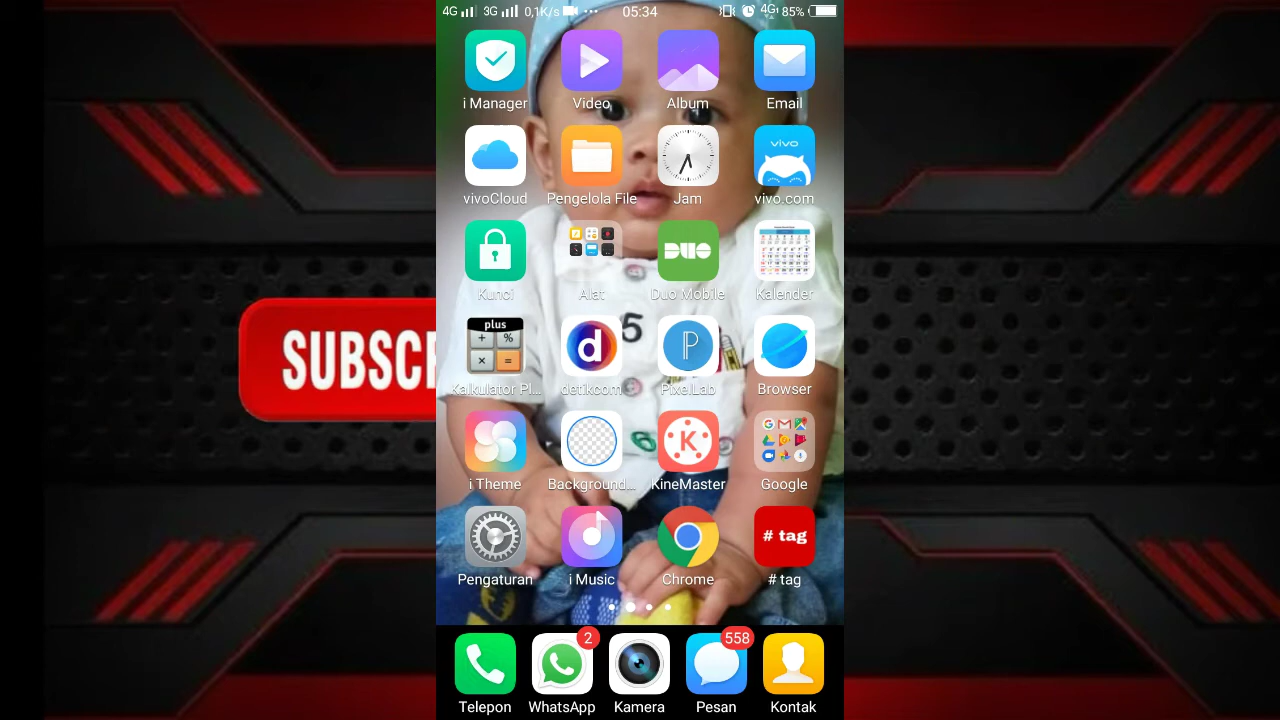 4G 3G 0,1K/s ... 05:34 4G 85%
i Manager Video Album Email
vivo
vivoCloud Pengelola File Jam vivo.com
DUO
Kunci Alat Duo Mobile Kalender
SUBSCR
plus
+ %
× =
d
P
5
Kalkulator Pl... detikcom PixelLab Browser
K
G
i Theme Background... KineMaster Google
# tag
Pengaturan i Music Chrome # tag
2 558
Telepon WhatsApp Kamera Pesan Kontak